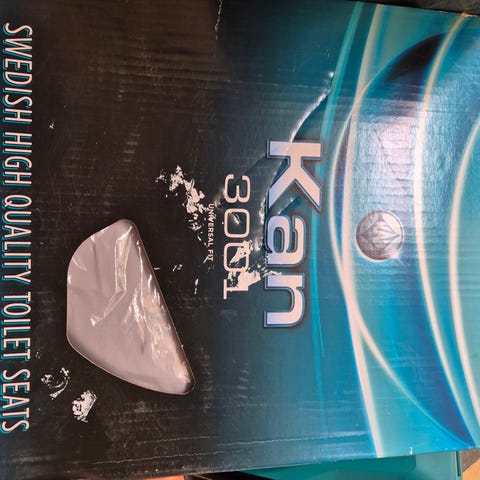 Kan
3001
UNIVERSAL FIT
SWEDISH HIGH QUALITY TOILET SEATS